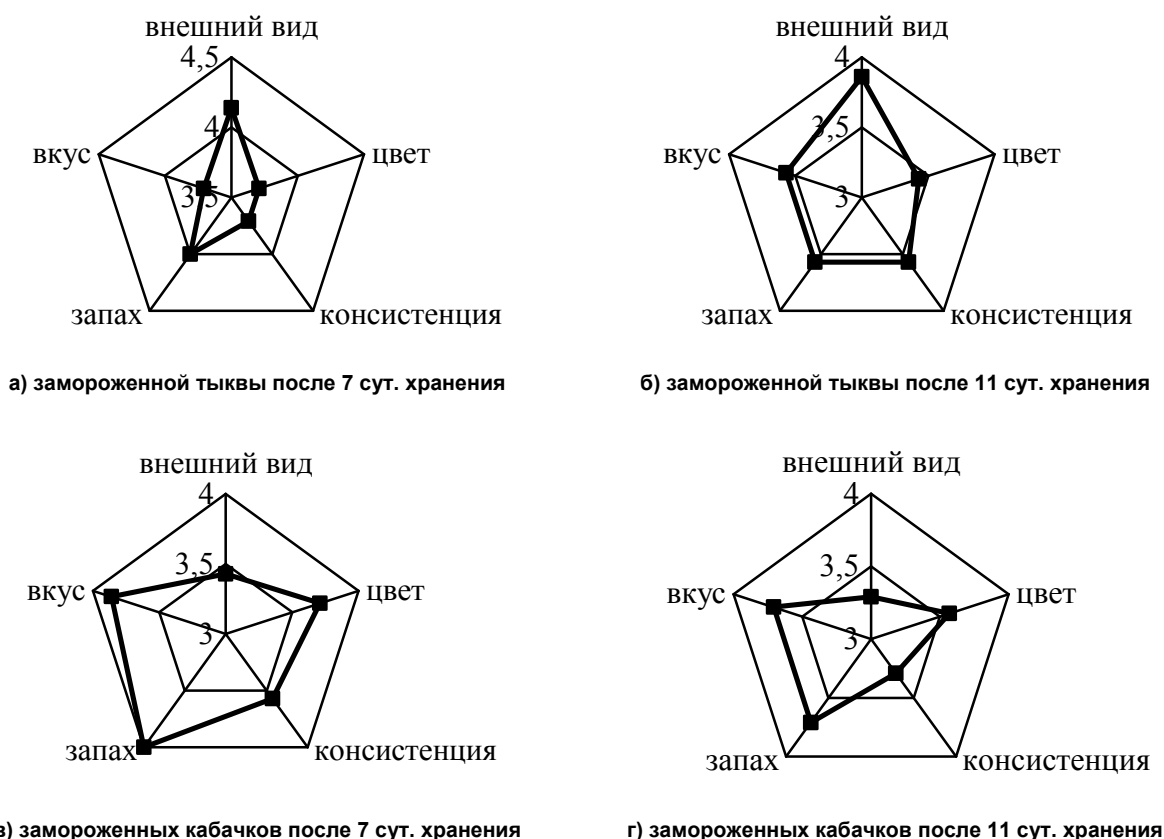 внешний вид
4,5
4
3,5
вкус
цвет
запах
консистенция
а) замороженной тыквы после 7 сут. хранения
внешний вид
4
3,5
3
вкус
цвет
запах
консистенция
б) замороженной тыквы после 11 сут. хранения
внешний вид
4
3,5
3
вкус
цвет
запах
консистенция
в) замороженных кабачков после 7 сут. хранения
внешний вид
4
3,5
3
вкус
цвет
запах
консистенция
г) замороженных кабачков после 11 сут. хранения